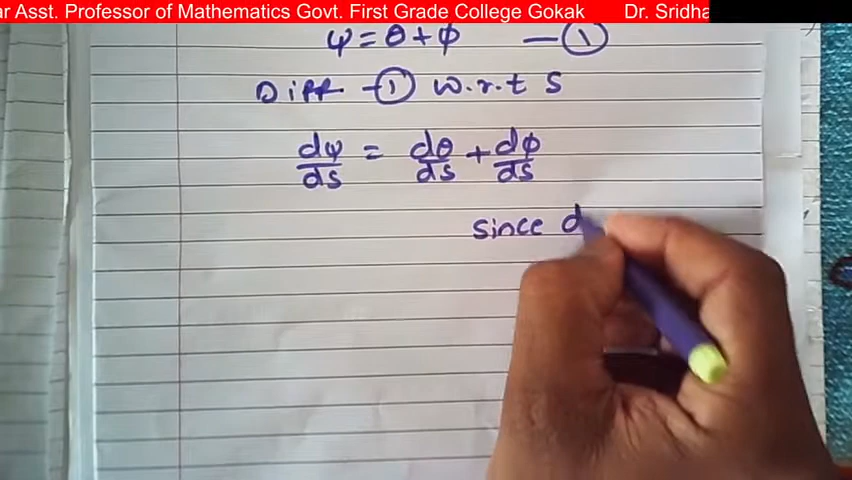 ar Asst. Professor of Mathematics Govt. First Grade College Gokak Dr. Sridha
ψ = θ + φ — ①
Diff — ① w.r.t s
dψ/ds = dθ/ds + dφ/ds
since d